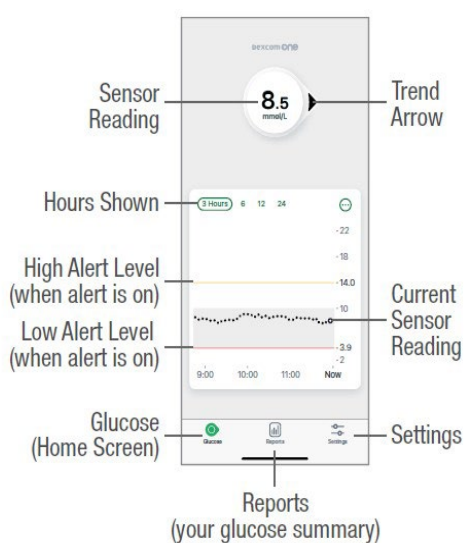 Dexcom ONE
Sensor
Reading
8.5
mmol/L
Trend
Arrow
Hours Shown
3 Hours 6 12 24
22
18
High Alert Level
(when alert is on)
14.0
10
Low Alert Level
(when alert is on)
Current
Sensor
Reading
3.9
2
9:00 10:00 11:00 Now
Glucose
(Home Screen)
Glucose Reports Settings
Settings
Reports
(your glucose summary)